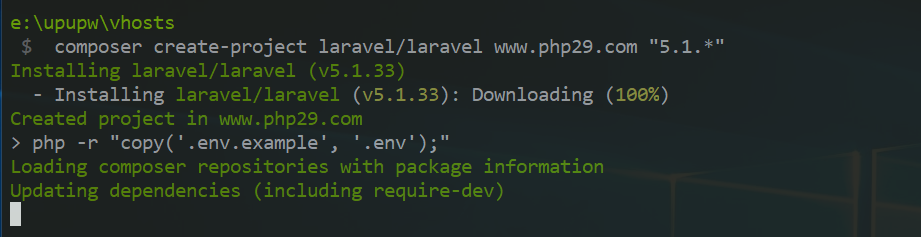 e:\upupw\vhosts
$ composer create-project laravel/laravel www.php29.com "5.1.*"
Installing laravel/laravel (v5.1.33)
- Installing laravel/laravel (v5.1.33): Downloading (100%)
Created project in www.php29.com
> php -r "copy('.env.example', '.env');"
Loading composer repositories with package information
Updating dependencies (including require-dev)